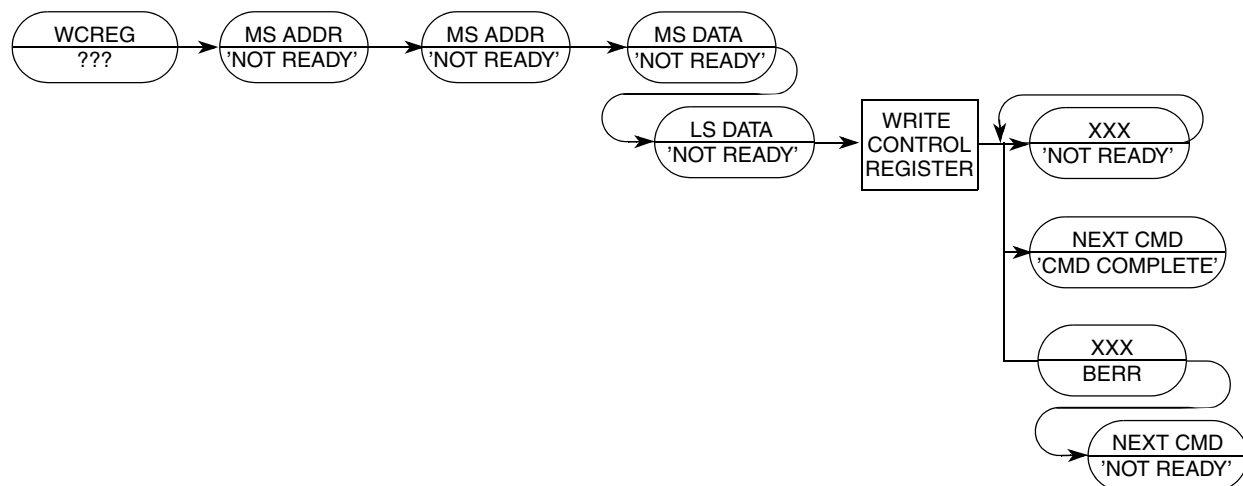 WCREG
???
MS ADDR
'NOT READY'
MS ADDR
'NOT READY'
MS DATA
'NOT READY'
LS DATA
'NOT READY'
WRITE
CONTROL
REGISTER
XXX
'NOT READY'
NEXT CMD
'CMD COMPLETE'
XXX
BERR
NEXT CMD
'NOT READY'